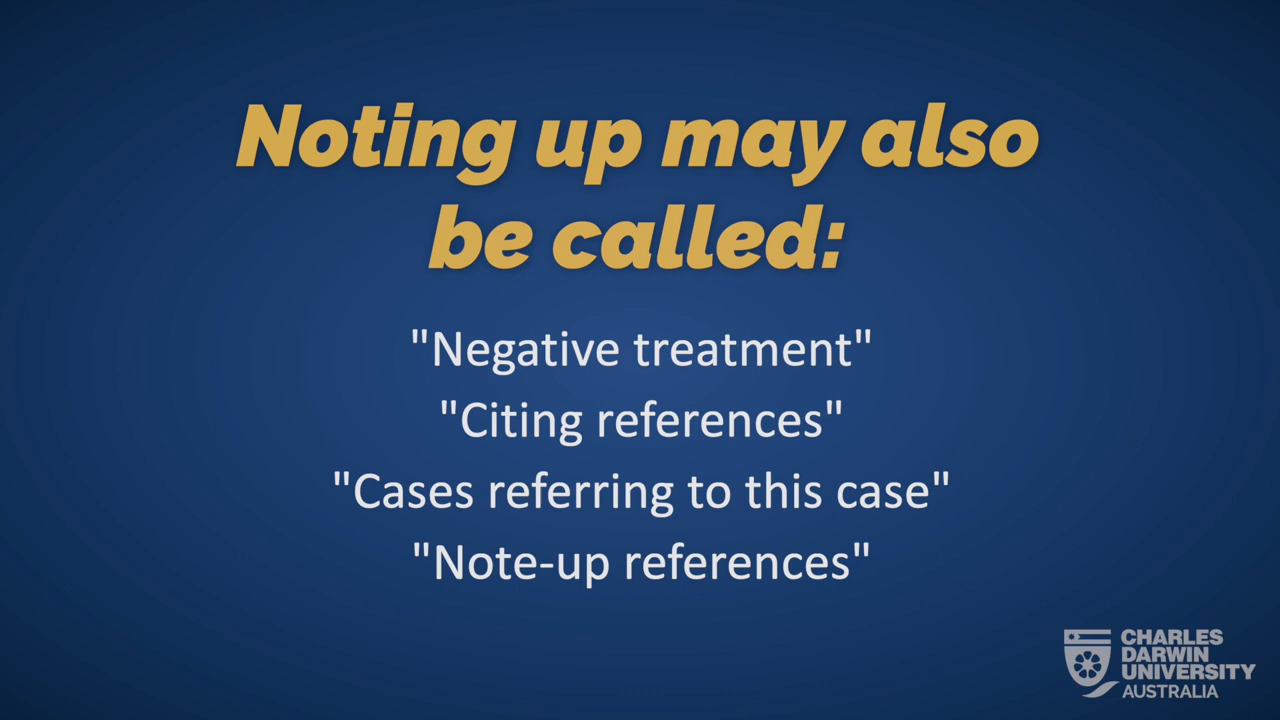 Noting up may also
be called:
"Negative treatment"
"Citing references"
"Cases referring to this case"
"Note-up references"
CHARLES
DARWIN
UNIVERSITY
AUSTRALIA